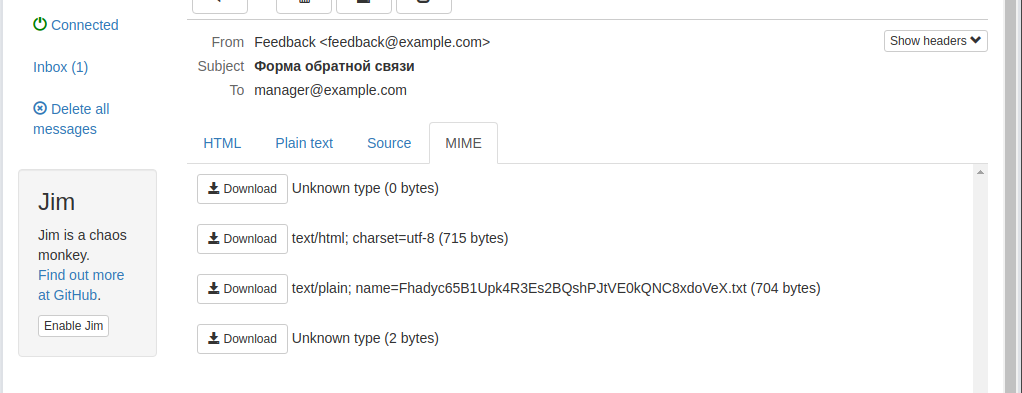 Connected
Inbox (1)
Delete all
messages
Jim
Jim is a chaos
monkey.
Find out more
at GitHub.
Enable Jim
From Feedback <feedback@example.com>
Show headers
Subject Форма обратной связи
To manager@example.com
HTML Plain text Source MIME
Download Unknown type (0 bytes)
Download text/html; charset=utf-8 (715 bytes)
Download text/plain; name=Fhadyc65B1Upk4R3Es2BQshPJtVE0kQNC8xdoVeX.txt (704 bytes)
Download Unknown type (2 bytes)